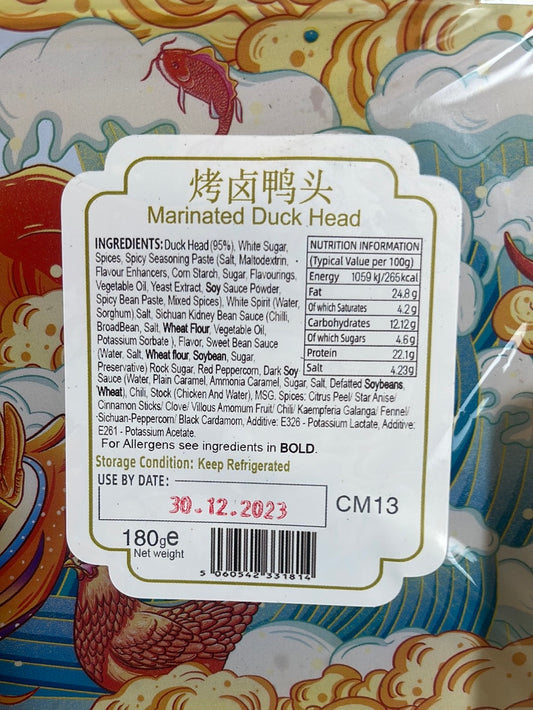 烤卤鸭头
Marinated Duck Head
INGREDIENTS: Duck Head (95%), White Sugar,
Spices, Spicy Seasoning Paste (Salt, Maltodextrin,
Flavour Enhancers, Corn Starch, Sugar, Flavourings,
Vegetable Oil, Yeast Extract, Soy Sauce Powder,
Spicy Bean Paste, Mixed Spices), White Spirit (Water,
Sorghum) Salt, Sichuan Kidney Bean Sauce (Chilli,
BroadBean, Salt, Wheat Flour, Vegetable Oil,
Potassium Sorbate ), Flavor, Sweet Bean Sauce
(Water, Salt, Wheat flour, Soybean, Sugar,
Preservative) Rock Sugar, Red Peppercorn, Dark Soy
Sauce (Water, Plain Caramel, Ammonia Caramel, Sugar, Salt, Defatted Soybeans,
Wheat), Chili, Stock (Chicken And Water), MSG. Spices: Citrus Peel/ Star Anise/
Cinnamon Sticks/ Clove/ Villous Amomum Fruit/ Chili/ Kaempferia Galanga/ Fennel/
Sichuan-Peppercorn/ Black Cardamom, Additive: E326 - Potassium Lactate, Additive:
E261 - Potassium Acetate.
For Allergens see ingredients in BOLD.
NUTRITION INFORMATION
(Typical Value per 100g)
Energy 1059 kJ/265kcal
Fat 24.8 g
Of which Saturates 4.2 g
Carbohydrates 12.12 g
Of which Sugars 4.6 g
Protein 22.1g
Salt 4.23g
Storage Condition: Keep Refrigerated
USE BY DATE:
30.12.2023
CM13
180g℮
Net weight
5 060542 331814